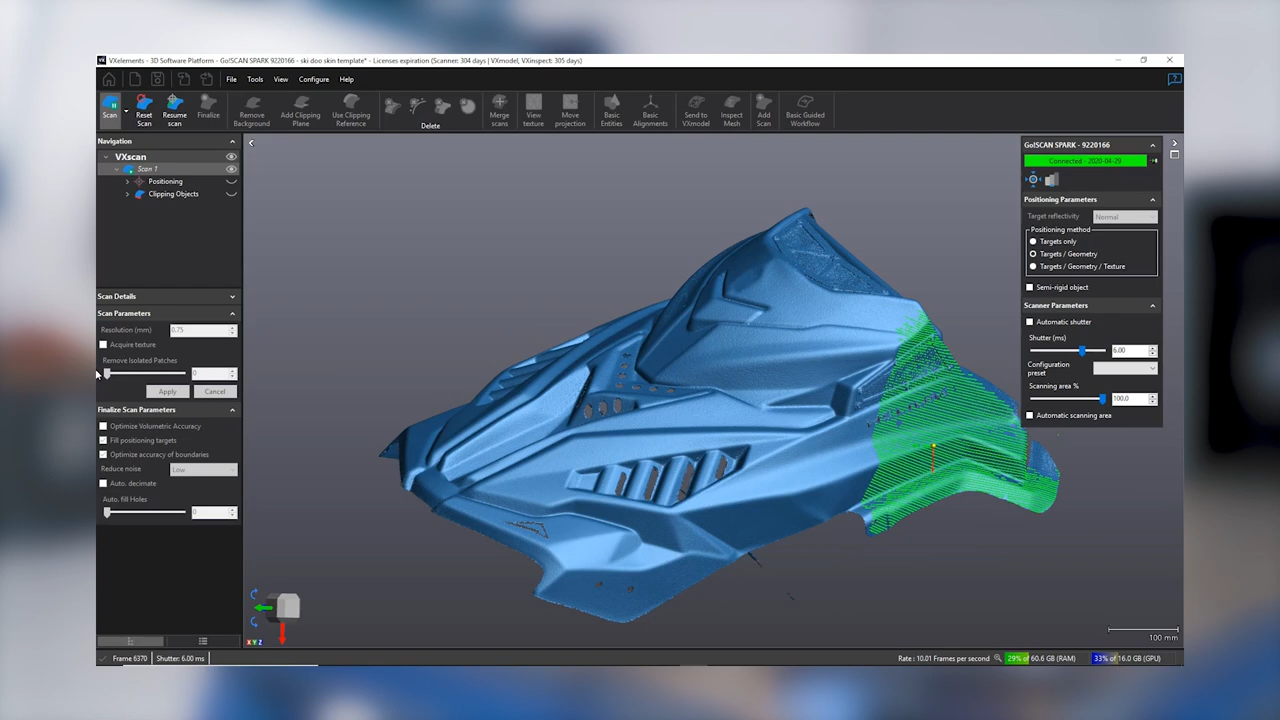 VXelements - 3D Software Platform - Go!SCAN SPARK 9220166 - ski doo skin template* - Licenses expiration (Scanner: 304 days | VXmodel, VXinspect: 305 days)
File Tools View Configure Help
Scan
Reset Scan
Resume scan
Finalize
Remove Background
Add Clipping Plane
Use Clipping Reference
Delete
Merge scans
View texture
Move projection
Basic Entities
Basic Alignments
Send to VXmodel
Inspect Mesh
Add Scan
Basic Guided Workflow
Navigation
VXscan
Scan 1
Positioning
Clipping Objects
Scan Details
Scan Parameters
Resolution (mm) 0.75
Acquire texture
Remove Isolated Patches
0
Apply Cancel
Finalize Scan Parameters
Optimize Volumetric Accuracy
Fill positioning targets
Optimize accuracy of boundaries
Reduce noise Low
Auto. decimate
Auto. fill Holes
0
Go!SCAN SPARK - 9220166
Connected - 2020-04-29
Positioning Parameters
Target reflectivity Normal
Positioning method
Targets only
Targets / Geometry
Targets / Geometry / Texture
Semi-rigid object
Scanner Parameters
Automatic shutter
Shutter (ms)
6.00
Configuration preset
Scanning area %
100.0
Automatic scanning area
X Y Z
100 mm
Frame 6370 Shutter: 6.00 ms
Rate : 10.01 Frames per second 29% of 60.6 GB (RAM) 33% of 16.0 GB (GPU)